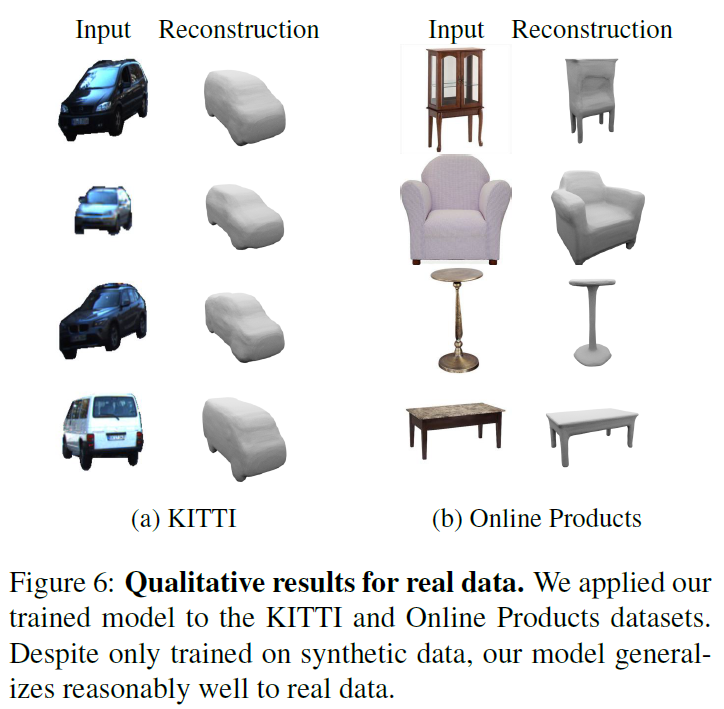 Input Reconstruction Input Reconstruction
(a) KITTI (b) Online Products
Figure 6: Qualitative results for real data. We applied our
trained model to the KITTI and Online Products datasets.
Despite only trained on synthetic data, our model general-
izes reasonably well to real data.